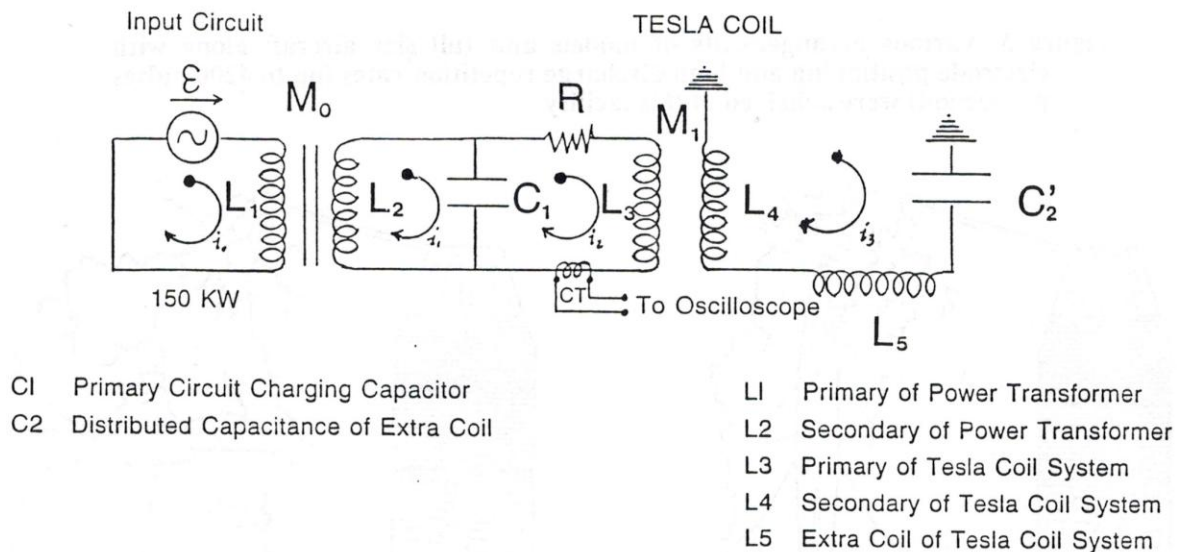 Input Circuit
TESLA COIL
ε
M₀
R
M₁
L₁
L₂
C₁
L₃
L₄
C'₂
i₀
i₁
i₂
i₃
150 KW
CT
To Oscilloscope
L₅
CI Primary Circuit Charging Capacitor
C2 Distributed Capacitance of Extra Coil
LI Primary of Power Transformer
L2 Secondary of Power Transformer
L3 Primary of Tesla Coil System
L4 Secondary of Tesla Coil System
L5 Extra Coil of Tesla Coil System